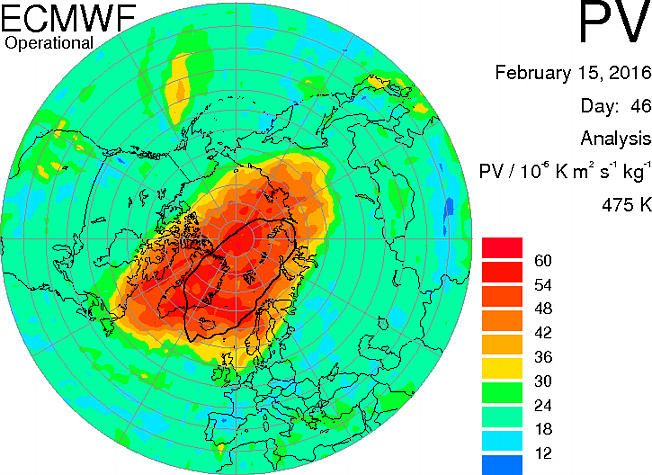 ECMWF
Operational
PV
February 15, 2016
Day: 46
Analysis
PV / 10⁻⁶ K m² s⁻¹ kg⁻¹
475 K
60
54
48
42
36
30
24
18
12